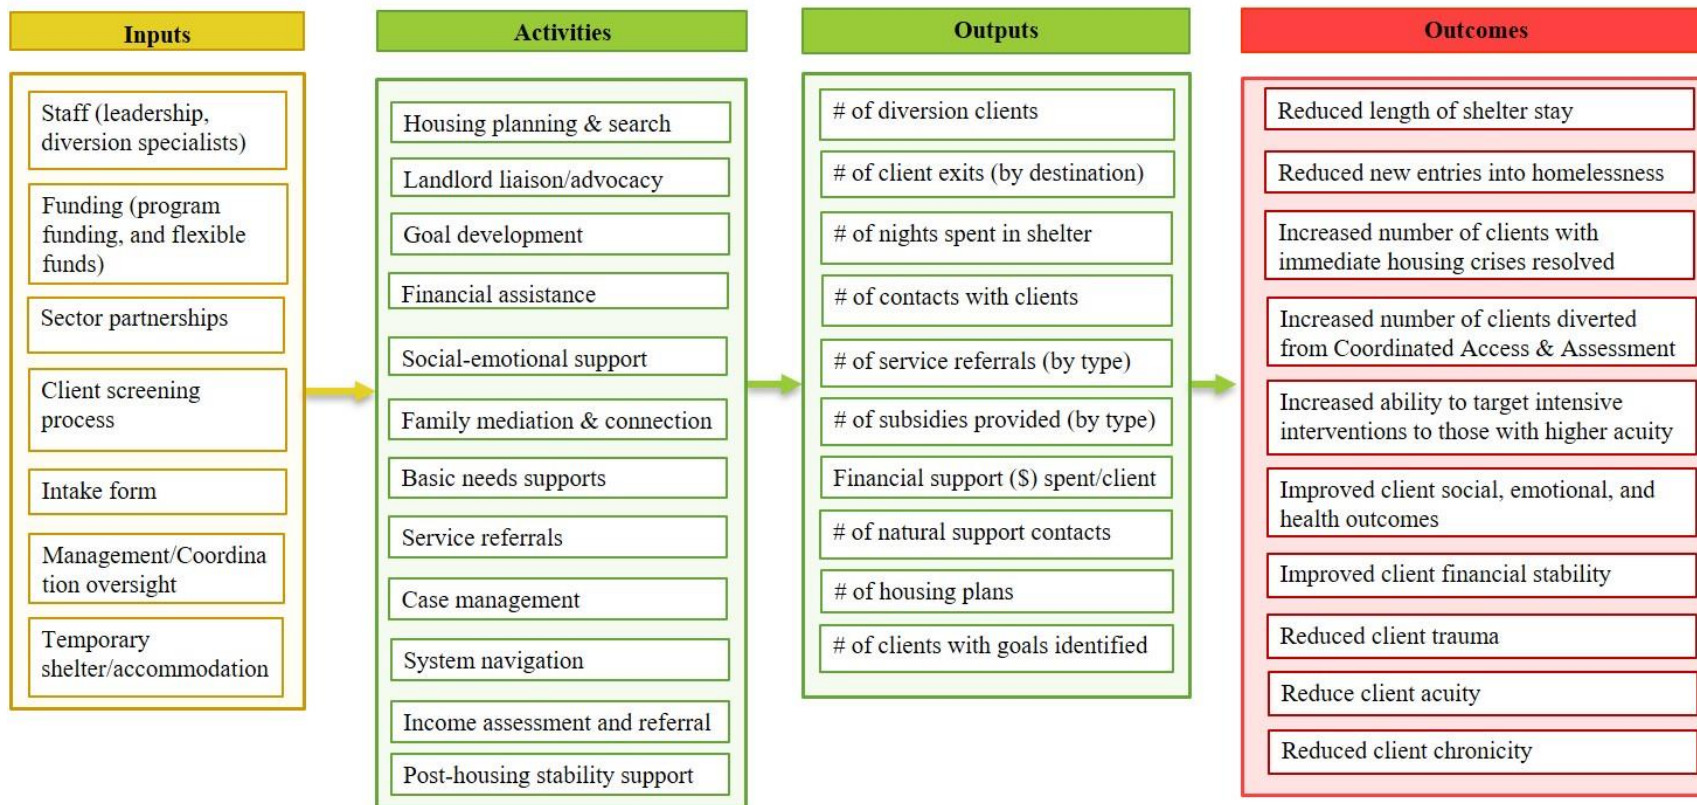 Inputs
Staff (leadership,
diversion specialists)
Funding (program
funding, and flexible
funds)
Sector partnerships
Client screening
process
Intake form
Management/Coordina
tion oversight
Temporary
shelter/accommodation
Activities
Housing planning & search
Landlord liaison/advocacy
Goal development
Financial assistance
Social-emotional support
Family mediation & connection
Basic needs supports
Service referrals
Case management
System navigation
Income assessment and referral
Post-housing stability support
Outputs
# of diversion clients
# of client exits (by destination)
# of nights spent in shelter
# of contacts with clients
# of service referrals (by type)
# of subsidies provided (by type)
Financial support ($) spent/client
# of natural support contacts
# of housing plans
# of clients with goals identified
Outcomes
Reduced length of shelter stay
Reduced new entries into homelessness
Increased number of clients with
immediate housing crises resolved
Increased number of clients diverted
from Coordinated Access & Assessment
Increased ability to target intensive
interventions to those with higher acuity
Improved client social, emotional, and
health outcomes
Improved client financial stability
Reduced client trauma
Reduce client acuity
Reduced client chronicity